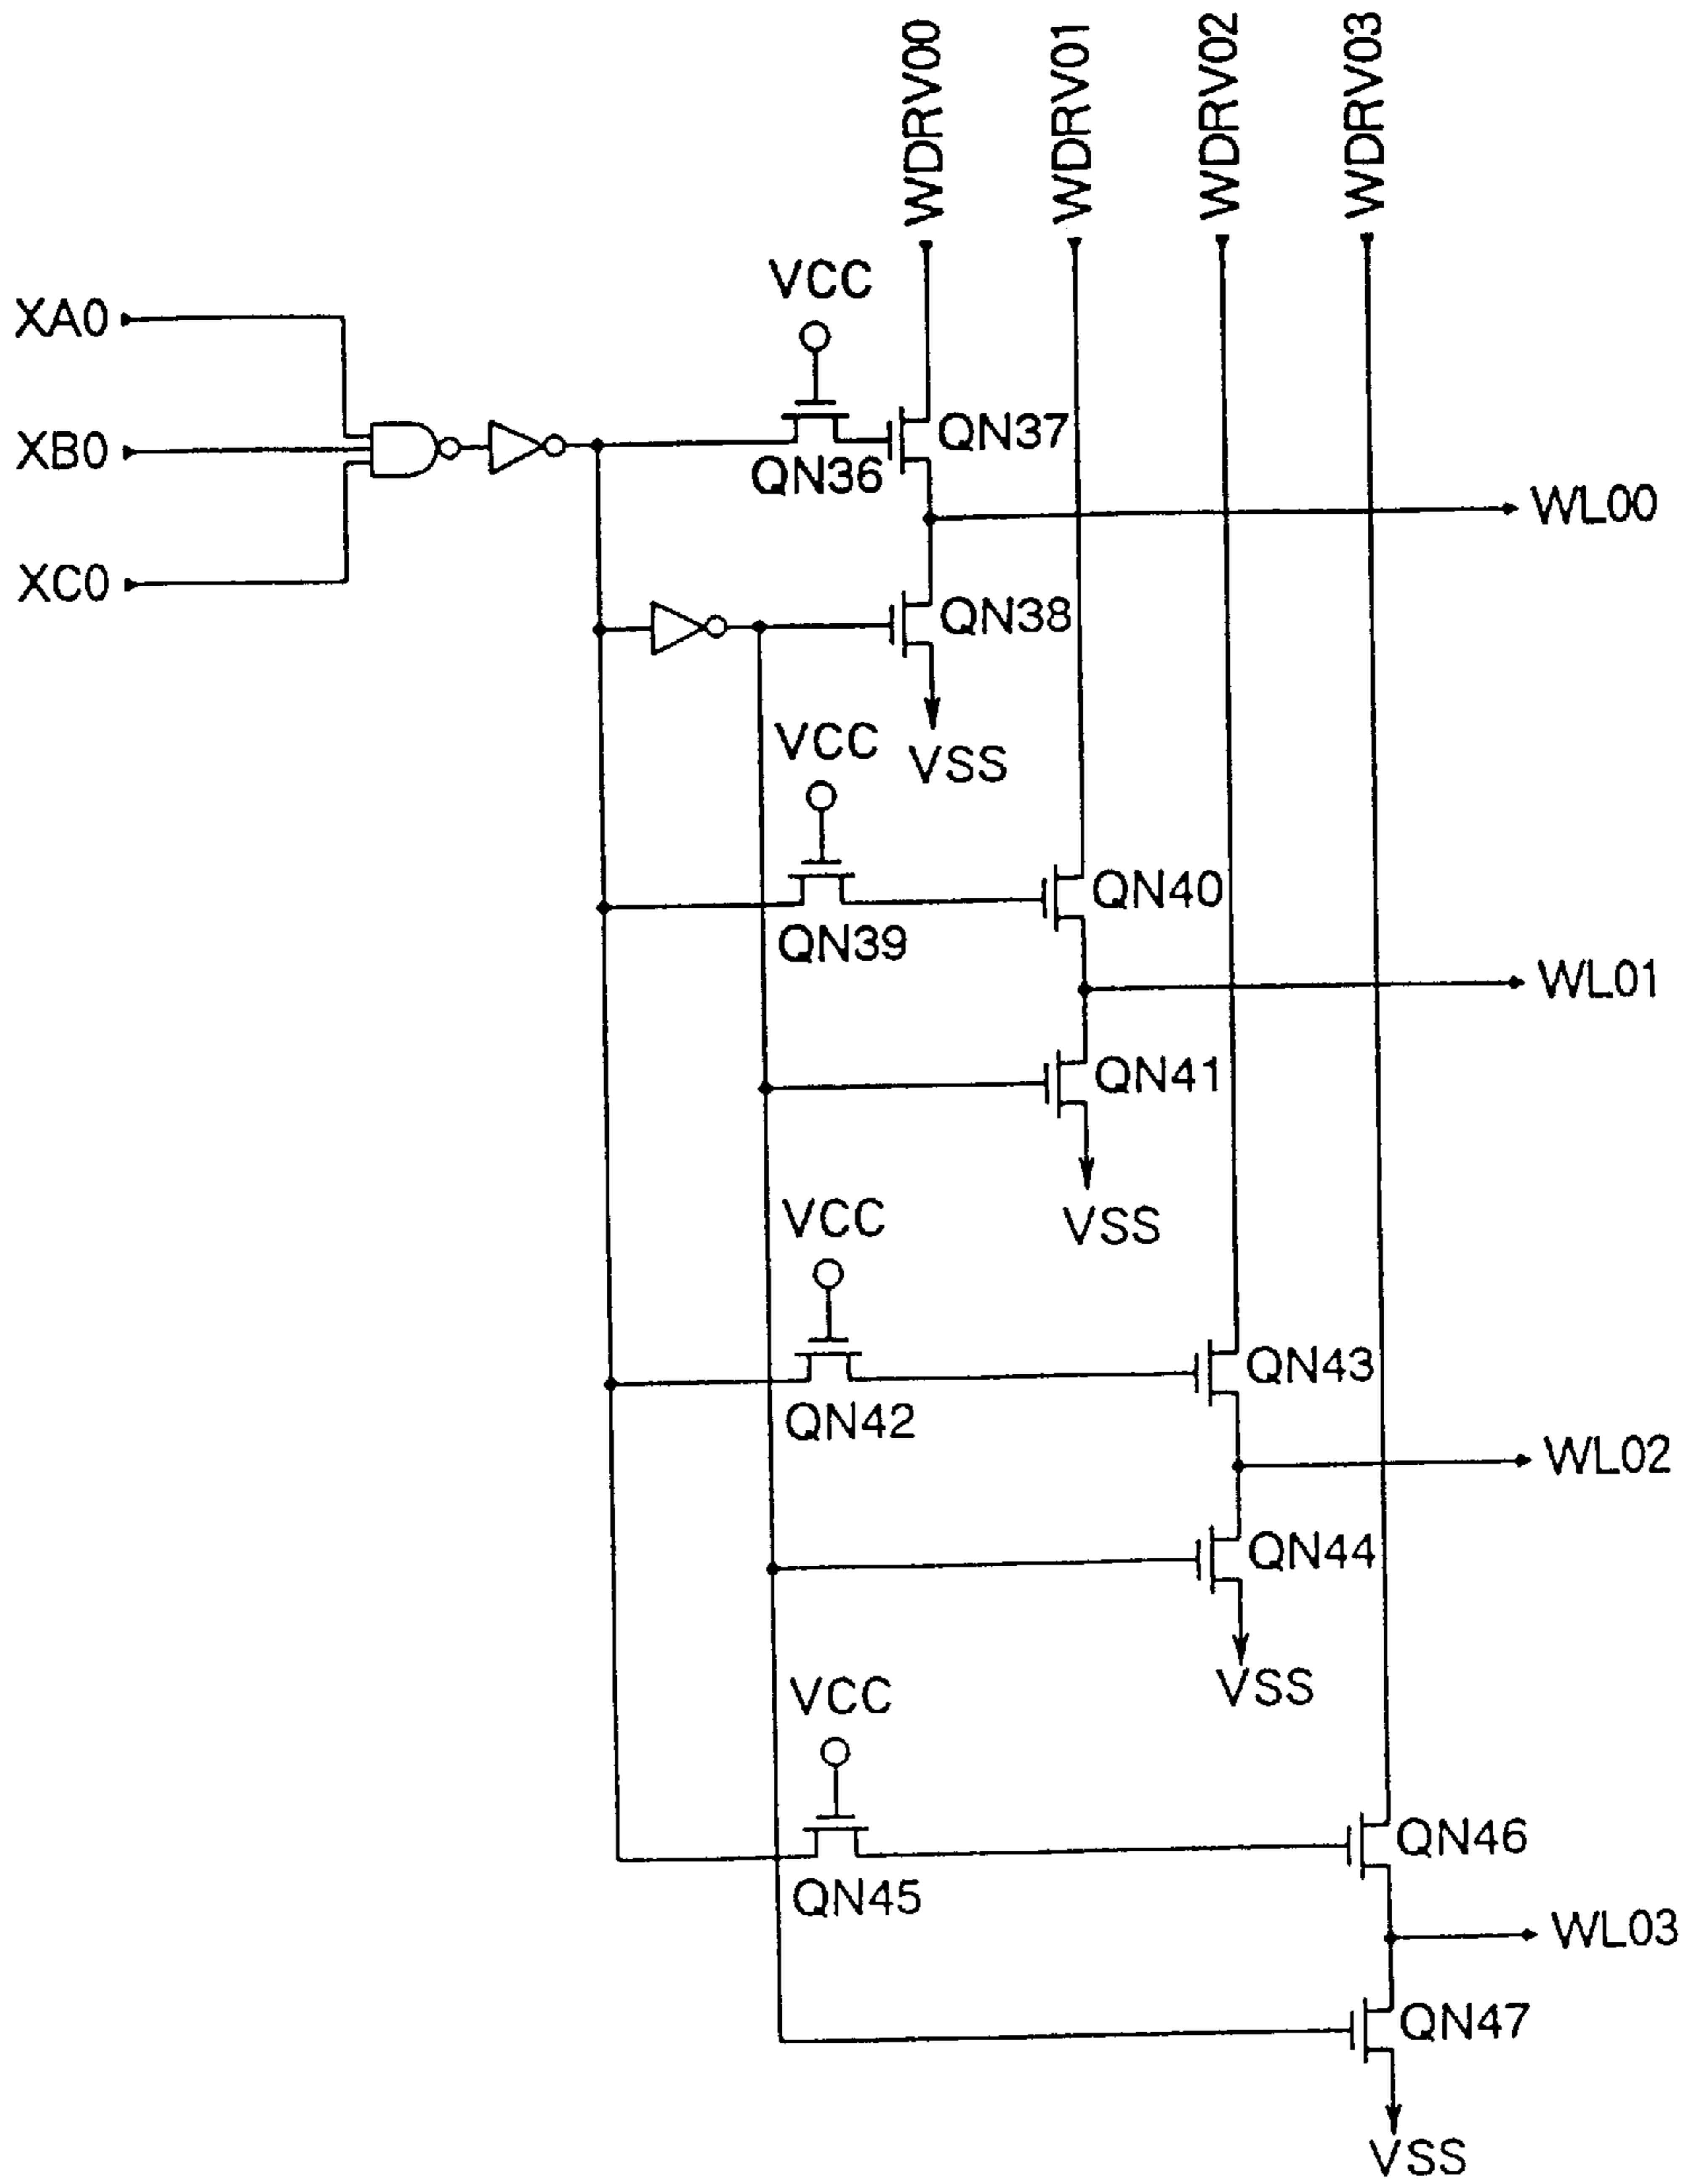 WDRV00
WDRV01
WDRV02
WDRV03
VCC
XA0
XB0
XC0
QN36
QN37
WL00
QN38
VCC
VSS
QN40
QN39
WL01
QN41
VCC
VSS
QN43
QN42
WL02
QN44
VCC
VSS
QN46
QN45
WL03
QN47
VSS